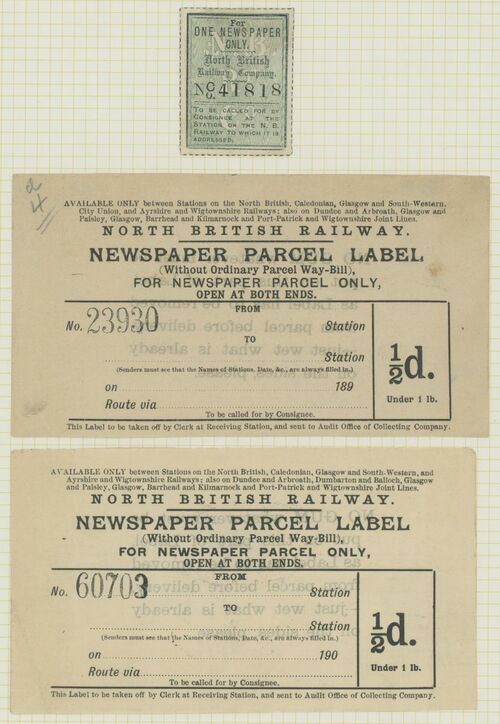 For
ONE NEWSPAPER
ONLY.
North British
Railway Company.
No. 41818
TO BE CALLED FOR BY
CONSIGNEE AT THE
STATION ON THE N. B.
RAILWAY TO WHICH IT IS
ADDRESSED.
AVAILABLE ONLY between Stations on the North British, Caledonian, Glasgow and South-Western,
City Union, and Ayrshire and Wigtownshire Railways; also on Dundee and Arbroath, Glasgow and
Paisley, Glasgow, Barrhead and Kilmarnock and Port-Patrick and Wigtownshire Joint Lines.
NORTH BRITISH RAILWAY.
NEWSPAPER PARCEL LABEL
(Without Ordinary Parcel Way-Bill),
FOR NEWSPAPER PARCEL ONLY,
OPEN AT BOTH ENDS.
FROM
No. 23930 Station
TO
Station
(Senders must see that the Names of Stations, Date, &c., are always filled in.)
on 189
Route via
To be called for by Consignee.
½d.
Under 1 lb.
This Label to be taken off by Clerk at Receiving Station, and sent to Audit Office of Collecting Company.
AVAILABLE ONLY between Stations on the North British, Caledonian, Glasgow and South-Western, and
Ayrshire and Wigtownshire Railways; also on Dundee and Arbroath, Dumbarton and Balloch, Glasgow
and Paisley, Glasgow, Barrhead and Kilmarnock and Port-Patrick and Wigtownshire Joint Lines.
NORTH BRITISH RAILWAY.
NEWSPAPER PARCEL LABEL
(Without Ordinary Parcel Way-Bill),
FOR NEWSPAPER PARCEL ONLY,
OPEN AT BOTH ENDS.
FROM
No. 60703 Station
TO
Station
(Senders must see that the Names of Stations, Date, &c., are always filled in.)
on 190
Route via
To be called for by Consignee.
½d.
Under 1 lb.
This Label to be taken off by Clerk at Receiving Station, and sent to Audit Office of Collecting Company.